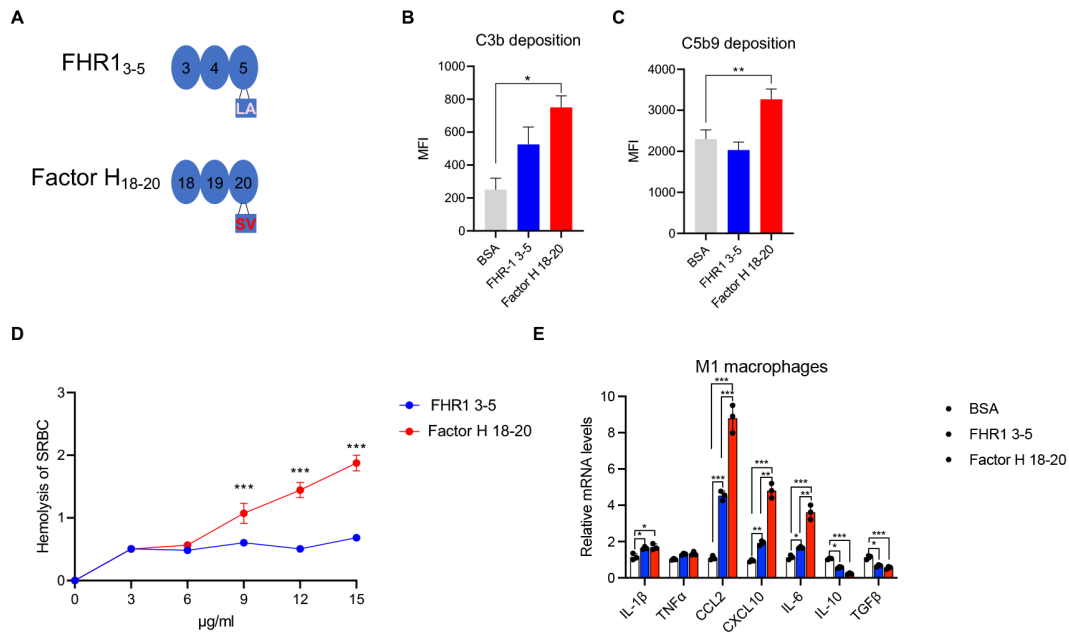 A
FHR1₃₋₅
3 4 5
LA
Factor H₁₈₋₂₀
18 19 20
SV
B
C3b deposition
*
1000
800
600
400
200
0
MFI
BSA
FHR-1 3-5
Factor H 18-20
C
C5b9 deposition
**
4000
3000
2000
1000
0
MFI
BSA
FHR1 3-5
Factor H 18-20
D
3
2
1
0
Hemolysis of SRBC
*** *** ***
0 3 6 9 12 15
µg/ml
FHR1 3-5
Factor H 18-20
E
M1 macrophages
10
8
6
4
2
0
Relative mRNA levels
* *
*** *** ***
*** ** **
*** ** *
*** *
*** *
IL-1β
TNFα
CCL2
CXCL10
IL-6
IL-10
TGFβ
BSA
FHR1 3-5
Factor H 18-20